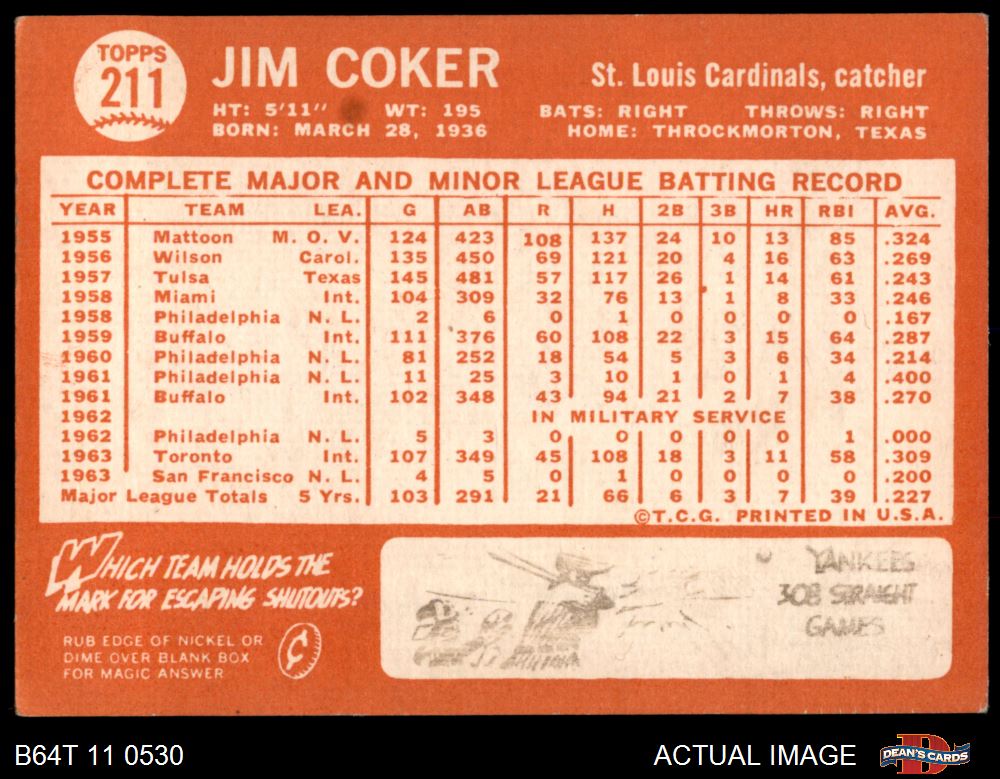 TOPPS
211
JIM COKER
St. Louis Cardinals, catcher
HT: 5'11" WT: 195 BATS: RIGHT THROWS: RIGHT
BORN: MARCH 28, 1936 HOME: THROCKMORTON, TEXAS
COMPLETE MAJOR AND MINOR LEAGUE BATTING RECORD
YEAR TEAM LEA. G AB R H 2B 3B HR RBI AVG.
1955 Mattoon M. O. V. 124 423 108 137 24 10 13 85 .324
1956 Wilson Carol. 135 450 69 121 20 4 16 63 .269
1957 Tulsa Texas 145 481 57 117 26 1 14 61 .243
1958 Miami Int. 104 309 32 76 13 1 8 33 .246
1958 Philadelphia N. L. 2 6 0 1 0 0 0 0 .167
1959 Buffalo Int. 111 376 60 108 22 3 15 64 .287
1960 Philadelphia N. L. 81 252 18 54 5 3 6 34 .214
1961 Philadelphia N. L. 11 25 3 10 1 0 1 4 .400
1961 Buffalo Int. 102 348 43 94 21 2 7 38 .270
1962 IN MILITARY SERVICE
1962 Philadelphia N. L. 5 3 0 0 0 0 0 1 .000
1963 Toronto Int. 107 349 45 108 18 3 11 58 .309
1963 San Francisco N. L. 4 5 0 1 0 0 0 0 .200
Major League Totals 5 Yrs. 103 291 21 66 6 3 7 39 .227
©T.C.G. PRINTED IN U.S.A.
WHICH TEAM HOLDS THE
MARK FOR ESCAPING SHUTOUTS?
RUB EDGE OF NICKEL OR
DIME OVER BLANK BOX
FOR MAGIC ANSWER
¢
YANKEES
308 STRAIGHT
GAMES
B64T 11 0530
ACTUAL IMAGE
DEAN'S CARDS